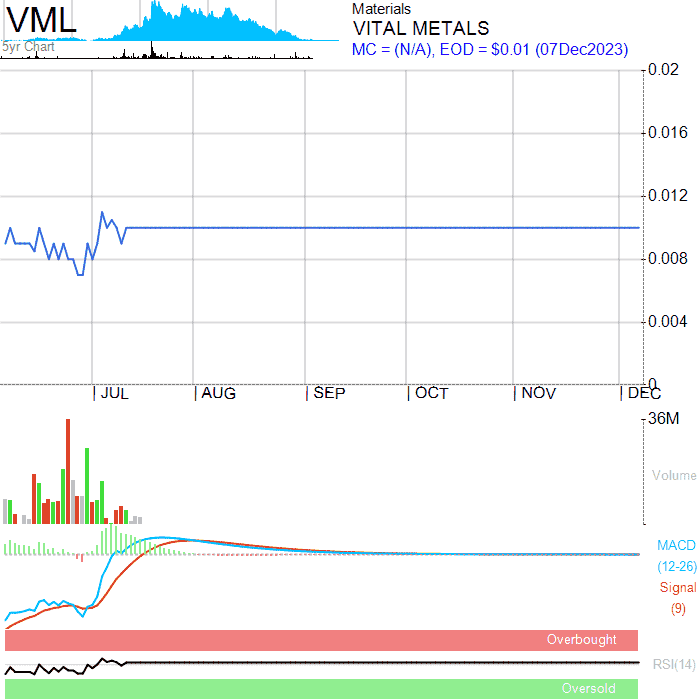 VML
5yr Chart
Materials
VITAL METALS
MC = (N/A), EOD = $0.01 (07Dec2023)
0.02
0.016
0.012
0.008
0.004
0
JUL AUG SEP OCT NOV DEC
36M
Volume
MACD
(12-26)
Signal
(9)
Overbought
RSI(14)
Oversold